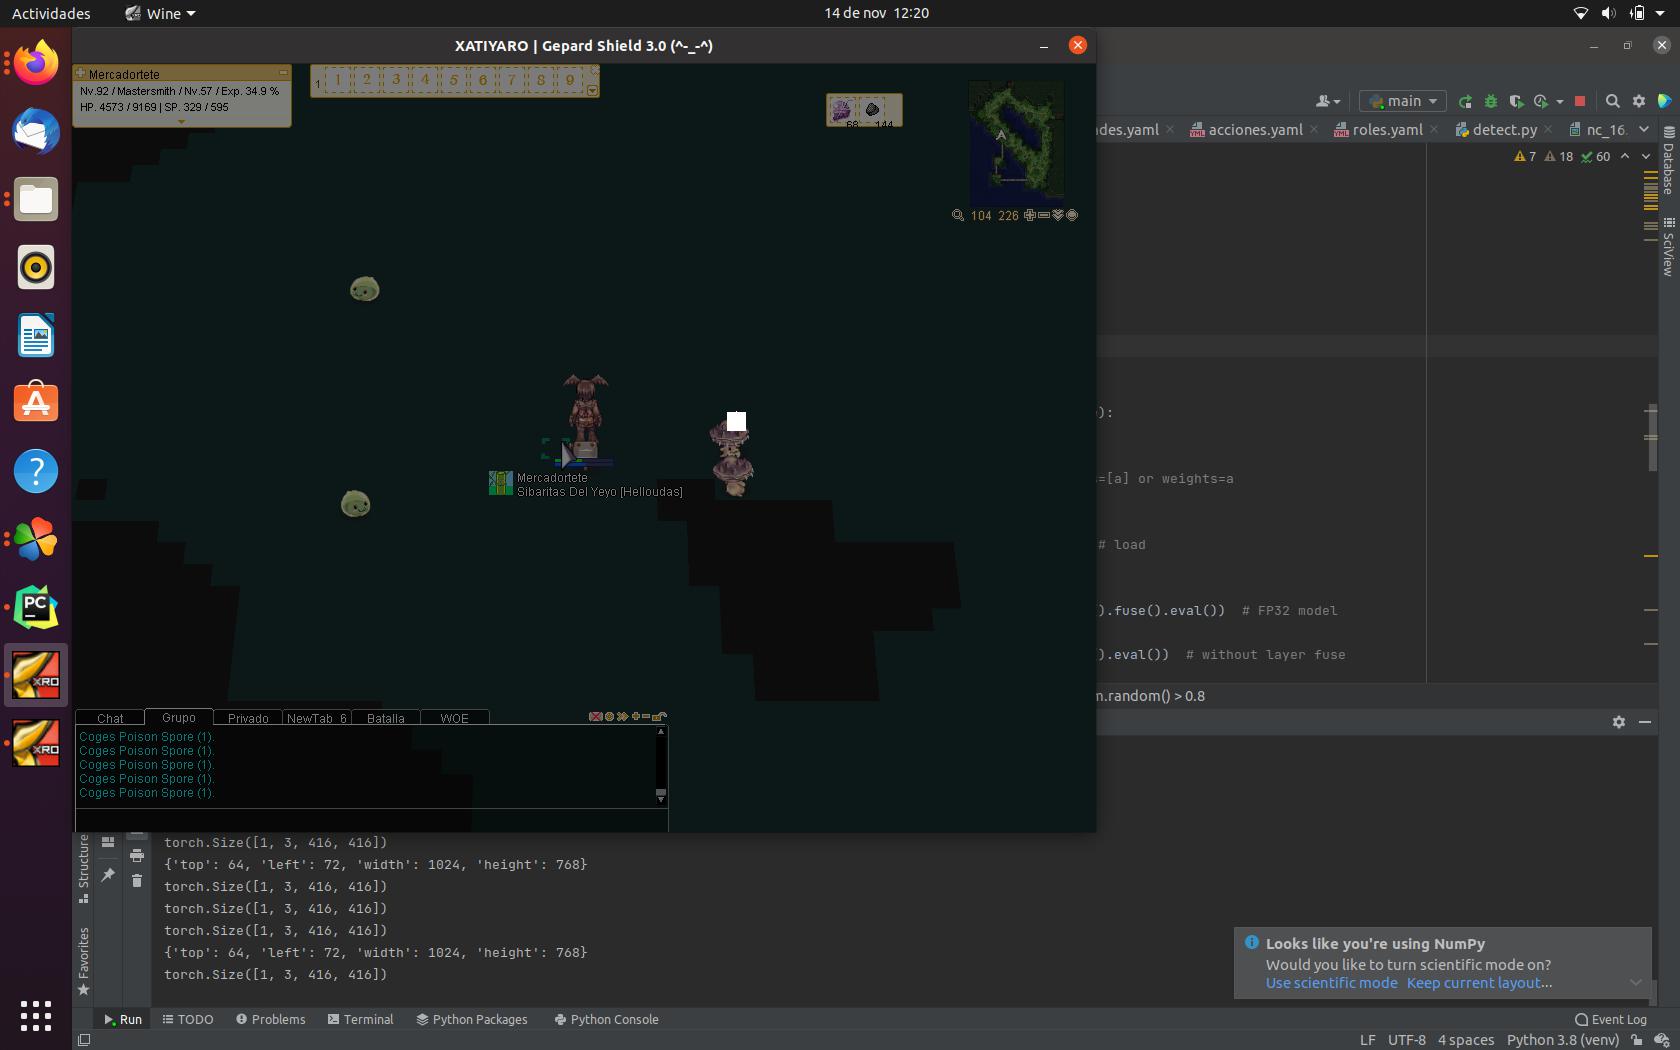 Actividades
Wine
14 de nov 12:20
XATIYARO | Gepard Shield 3.0 (^-_-^)
Mercadortete
Nv.92 / Mastersmith / Nv.57 / Exp. 34.9 %
HP. 4573 / 9169 | SP. 329 / 595
1 1 2 3 4 5 6 7 8 9
68 144
104 226
main
des.yaml
acciones.yaml
roles.yaml
detect.py
nc_16.
7 18 60
Database
SciView
):
=[a] or weights=a
# load
).fuse().eval()) # FP32 model
).eval()) # without layer fuse
m.random() > 0.8
Mercadortete
Sibaritas Del Yeyo [Helloudas]
Chat Grupo Privado NewTab_6 Batalla WOE
Coges Poison Spore (1).
Coges Poison Spore (1).
Coges Poison Spore (1).
Coges Poison Spore (1).
Coges Poison Spore (1).
XRO
XRO
PC
Structure
Favorites
torch.Size([1, 3, 416, 416])
{'top': 64, 'left': 72, 'width': 1024, 'height': 768}
torch.Size([1, 3, 416, 416])
torch.Size([1, 3, 416, 416])
torch.Size([1, 3, 416, 416])
{'top': 64, 'left': 72, 'width': 1024, 'height': 768}
torch.Size([1, 3, 416, 416])
Looks like you're using NumPy
Would you like to turn scientific mode on?
Use scientific mode Keep current layout...
Run TODO Problems Terminal Python Packages Python Console
Event Log
LF UTF-8 4 spaces Python 3.8 (venv)